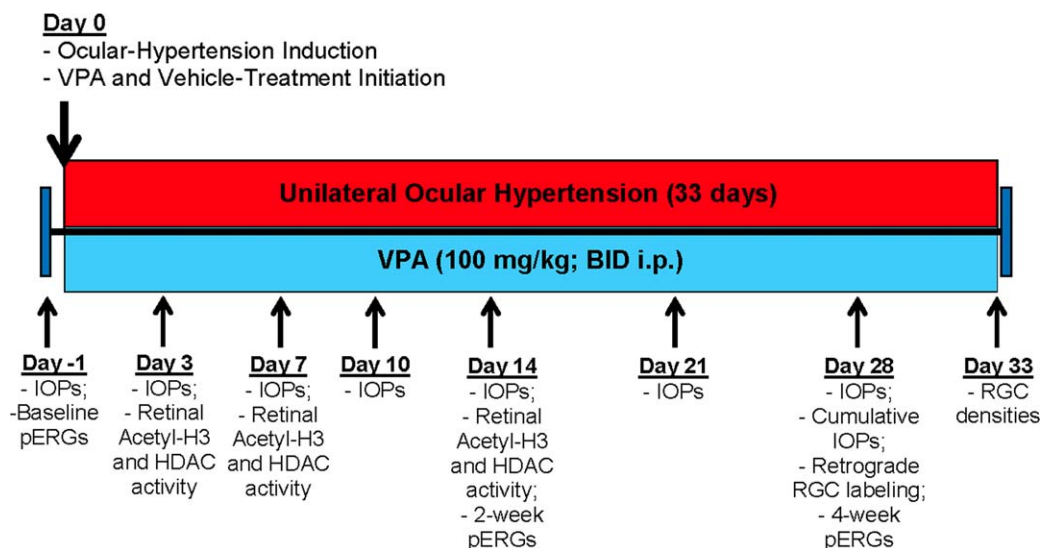 Day 0
- Ocular-Hypertension Induction
- VPA and Vehicle-Treatment Initiation
Unilateral Ocular Hypertension (33 days)
VPA (100 mg/kg; BID i.p.)
Day -1
- IOPs;
-Baseline
pERGs
Day 3
- IOPs;
- Retinal
Acetyl-H3
and HDAC
activity
Day 7
- IOPs;
- Retinal
Acetyl-H3
and HDAC
activity
Day 10
- IOPs
Day 14
- IOPs;
- Retinal
Acetyl-H3
and HDAC
activity;
- 2-week
pERGs
Day 21
- IOPs
Day 28
- IOPs;
- Cumulative
IOPs;
- Retrograde
RGC labeling;
- 4-week
pERGs
Day 33
- RGC
densities